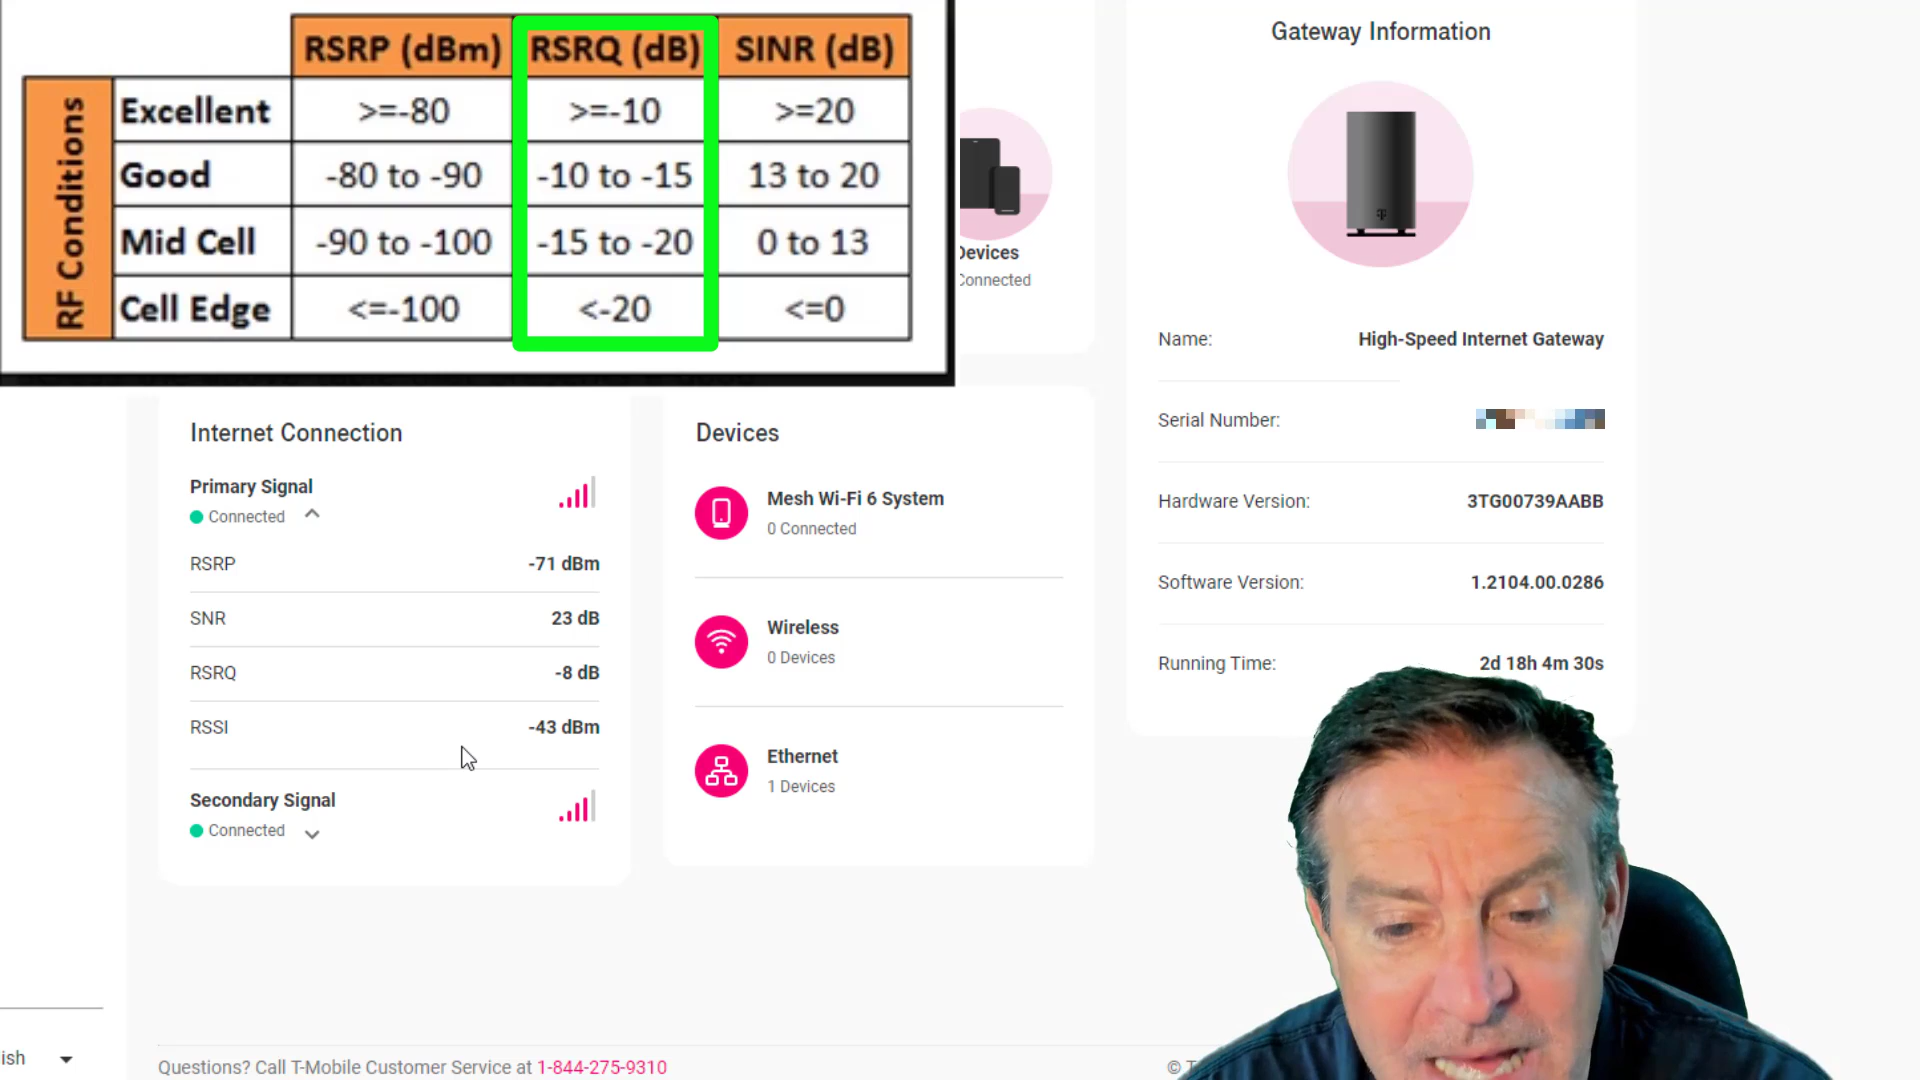 RSRP (dBm) RSRQ (dB) SINR (dB)
RF Conditions
Excellent >=-80 >=-10 >=20
Good -80 to -90 -10 to -15 13 to 20
Mid Cell -90 to -100 -15 to -20 0 to 13
Cell Edge <=-100 <-20 <=0
Devices
Connected
Gateway Information
Name: High-Speed Internet Gateway
Serial Number:
Hardware Version: 3TG00739AABB
Software Version: 1.2104.00.0286
Running Time: 2d 18h 4m 30s
Internet Connection
Primary Signal
Connected
RSRP -71 dBm
SNR 23 dB
RSRQ -8 dB
RSSI -43 dBm
Secondary Signal
Connected
Devices
Mesh Wi-Fi 6 System
0 Connected
Wireless
0 Devices
Ethernet
1 Devices
ish
Questions? Call T-Mobile Customer Service at 1-844-275-9310
©